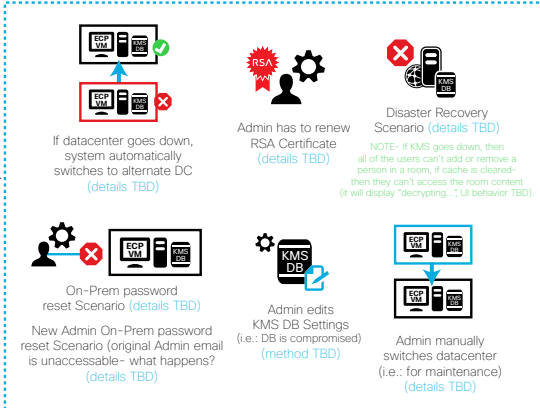 ECP
VM
KMS
DB
ECP
VM
KMS
DB
If datacenter goes down,
system automatically
switches to alternate DC
(details TBD)
RSA
Admin has to renew
RSA Certificate
(details TBD)
KMS
DB
Disaster Recovery
Scenario (details TBD)
NOTE- If KMS goes down, then
all of the users can't add or remove a
person in a room, if cache is cleared-
then they can't access the room content
(it will display "decrypting...", UI behavior TBD).
ECP
VM
KMS
DB
On-Prem password
reset Scenario (details TBD)
New Admin On-Prem password
reset Scenario (original Admin email
is unaccessable- what happens?
(details TBD)
KMS
DB
Admin edits
KMS DB Settings
(i.e.: DB is compromised)
(method TBD)
ECP
VM
KMS
DB
ECP
VM
KMS
DB
Admin manually
switches datacenter
(i.e.: for maintenance)
(details TBD)